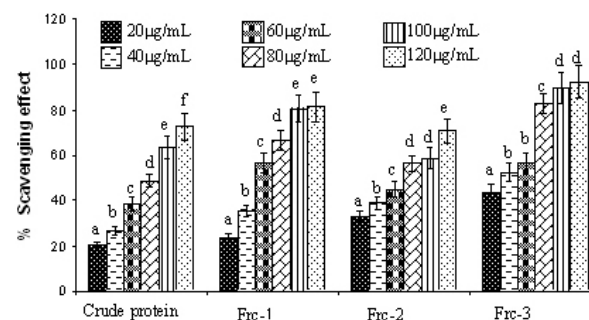 120
100
80
60
40
20
0
% Scavenging effect
20µg/mL 60µg/mL 100µg/mL
40µg/mL 80µg/mL 120µg/mL
a b c d e f
a b c d e e
a b c d d e
a b b c d d
Crude protein Frc-1 Frc-2 Frc-3